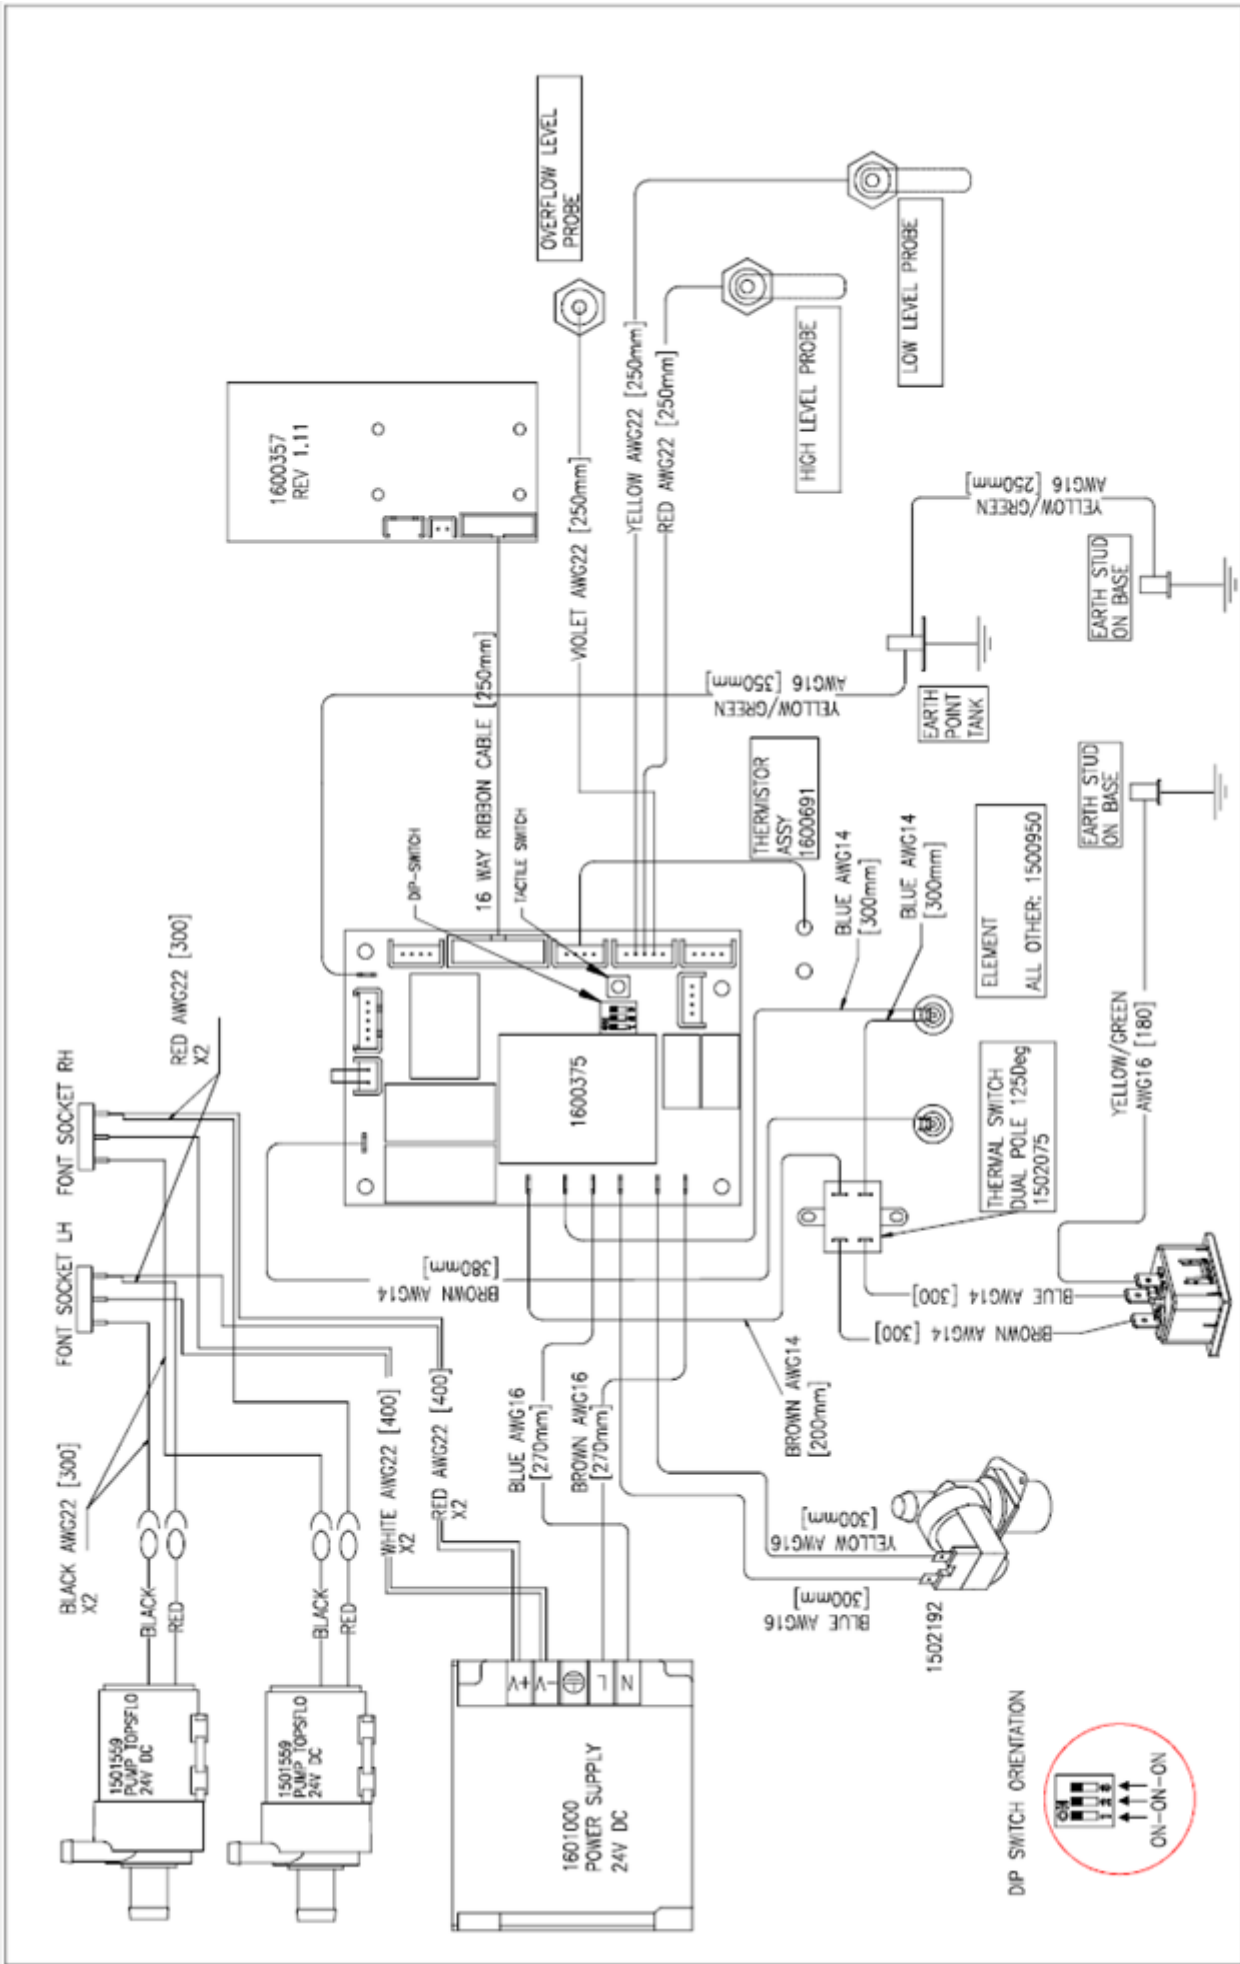 OVERFLOW LEVEL
PROBE
LOW LEVEL PROBE
HIGH LEVEL PROBE
1600357
REV 1.11
YELLOW AWG22 [250mm]
RED AWG22 [250mm]
VIOLET AWG22 [250mm]
16 WAY RIBBON CABLE [250mm]
YELLOW/GREEN
AWG16 [250mm]
EARTH STUD
ON BASE
YELLOW/GREEN
AWG16 [350mm]
EARTH
POINT
TANK
EARTH STUD
ON BASE
THERMISTOR
ASSY
1600691
DIP-SWITCH
TACTILE SWITCH
BLUE AWG14
[300mm]
BLUE AWG14
[300mm]
ELEMENT
ALL OTHER: 1500950
YELLOW/GREEN
AWG16 [180]
THERMAL SWITCH
DUAL POLE 125Deg
1502075
1600375
RED AWG22 [300]
X2
FONT SOCKET RH
FONT SOCKET LH
BROWN AWG14
[380mm]
BLUE AWG14 [300]
BROWN AWG14 [300]
BROWN AWG14
[200mm]
BLACK AWG22 [300]
X2
WHITE AWG22 [400]
X2
RED AWG22 [400]
X2
BLUE AWG16
[270mm]
BROWN AWG16
[270mm]
YELLOW AWG16
[300mm]
BLUE AWG16
[300mm]
1502192
BLACK
RED
BLACK
RED
1501559
PUMP TOPSFLO
24V DC
1501559
PUMP TOPSFLO
24V DC
V+
V-
L
N
1601000
POWER SUPPLY
24V DC
DIP SWITCH ORIENTATION
ON
1 2 3
ON-ON-ON